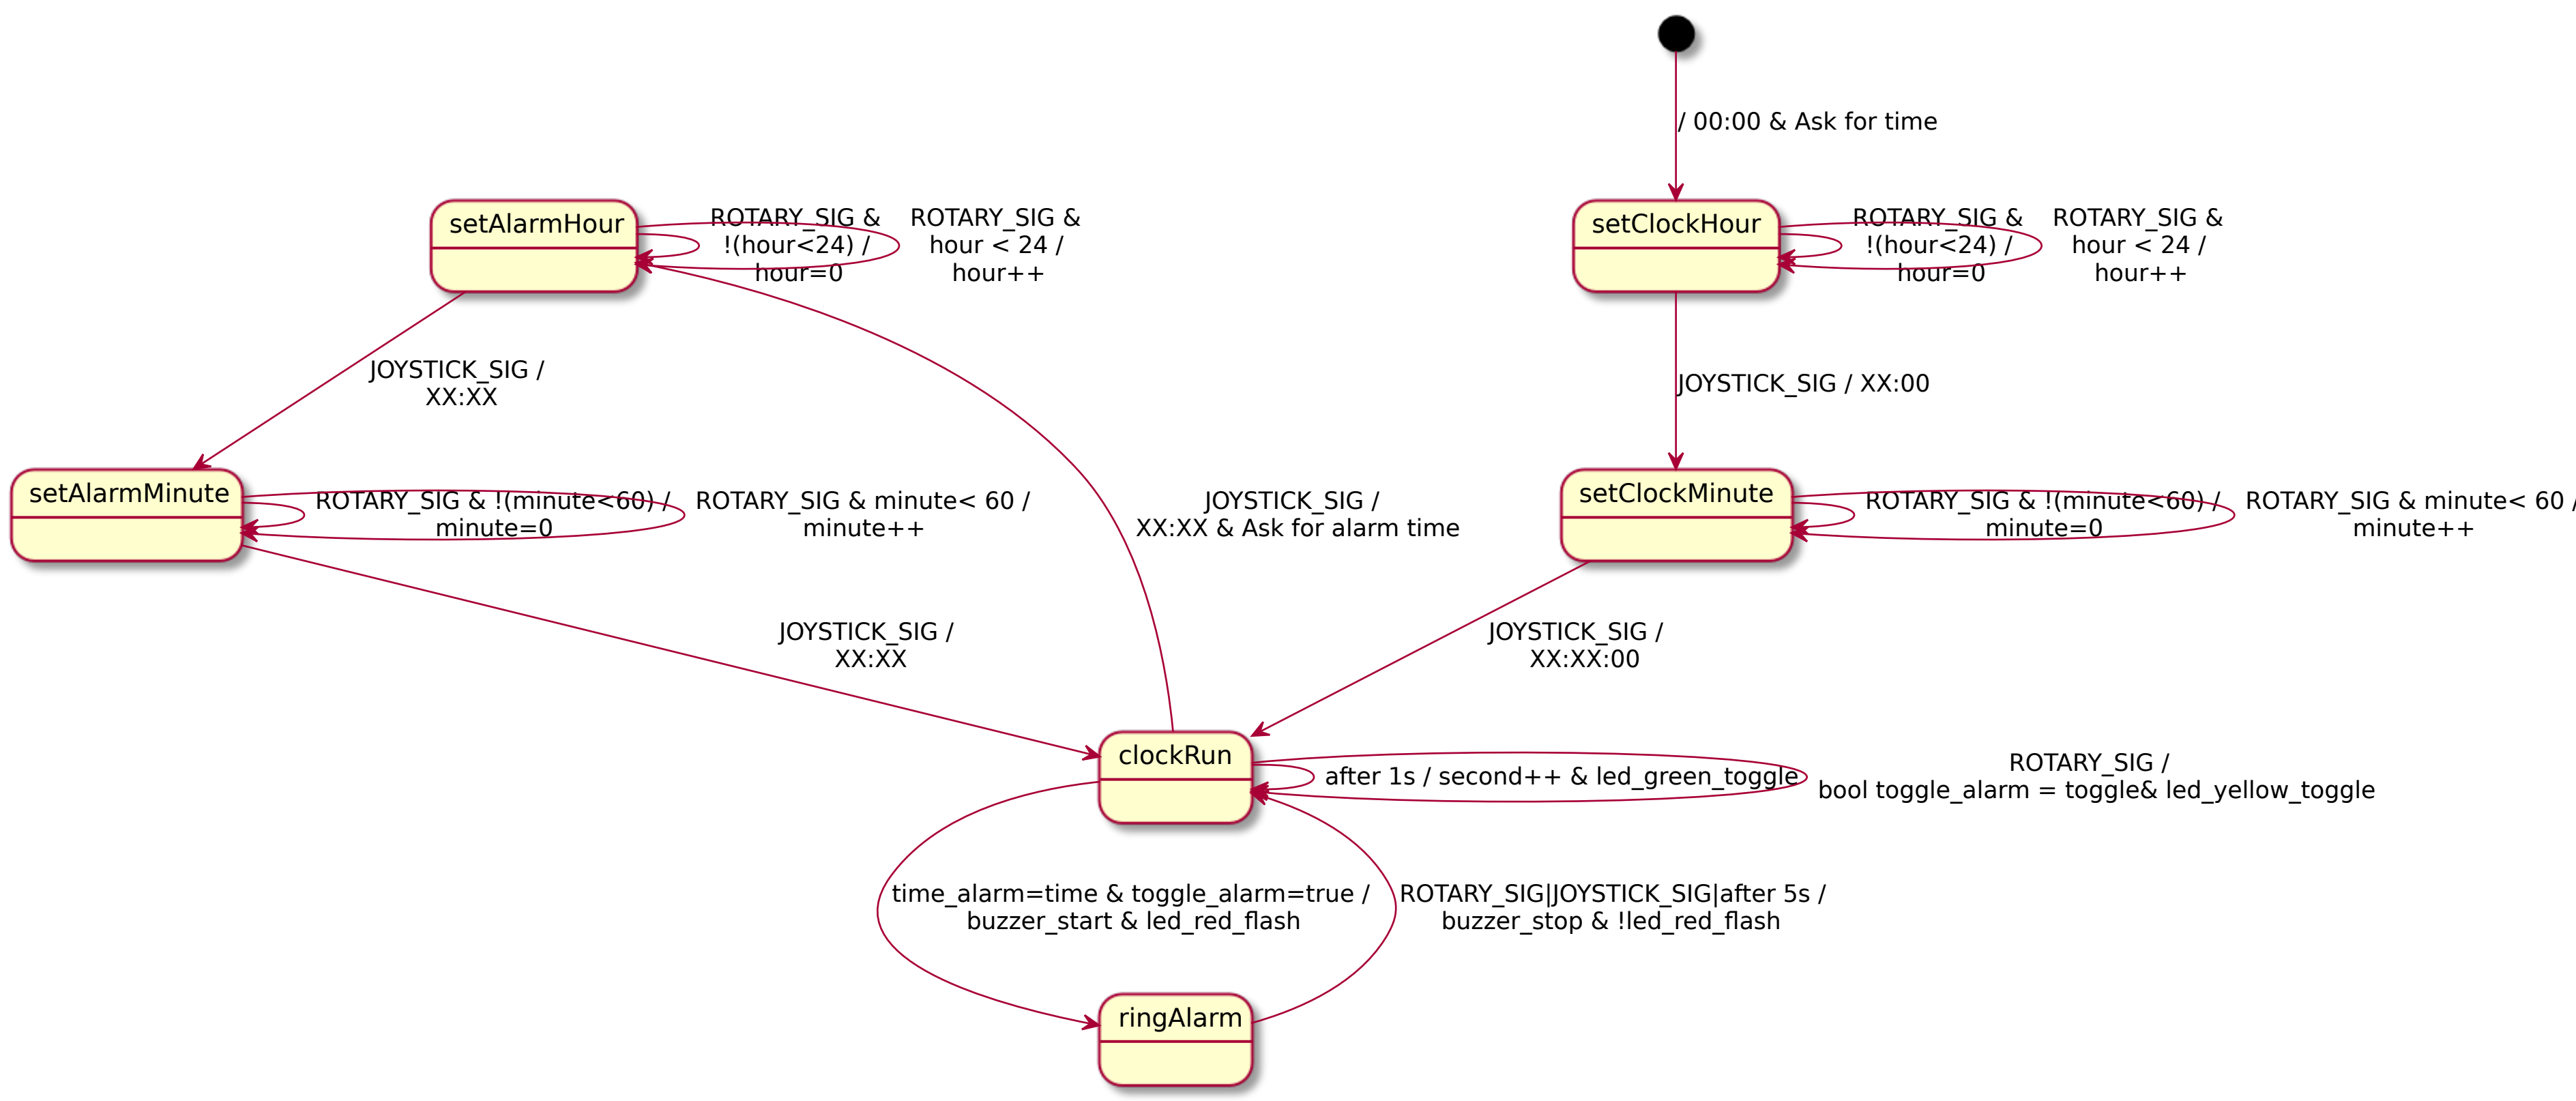 / 00:00 & Ask for time
setAlarmHour
ROTARY_SIG &
!(hour<24) /
hour=0
ROTARY_SIG &
hour < 24 /
hour++
setClockHour
ROTARY_SIG &
!(hour<24) /
hour=0
ROTARY_SIG &
hour < 24 /
hour++
JOYSTICK_SIG /
XX:XX
JOYSTICK_SIG / XX:00
setAlarmMinute
ROTARY_SIG & !(minute<60) /
minute=0
ROTARY_SIG & minute< 60 /
minute++
JOYSTICK_SIG /
XX:XX & Ask for alarm time
setClockMinute
ROTARY_SIG & !(minute<60) /
minute=0
ROTARY_SIG & minute< 60 /
minute++
JOYSTICK_SIG /
XX:XX
JOYSTICK_SIG /
XX:XX:00
clockRun
after 1s / second++ & led_green_toggle
ROTARY_SIG /
bool toggle_alarm = toggle& led_yellow_toggle
time_alarm=time & toggle_alarm=true /
buzzer_start & led_red_flash
ROTARY_SIG|JOYSTICK_SIG|after 5s /
buzzer_stop & !led_red_flash
ringAlarm